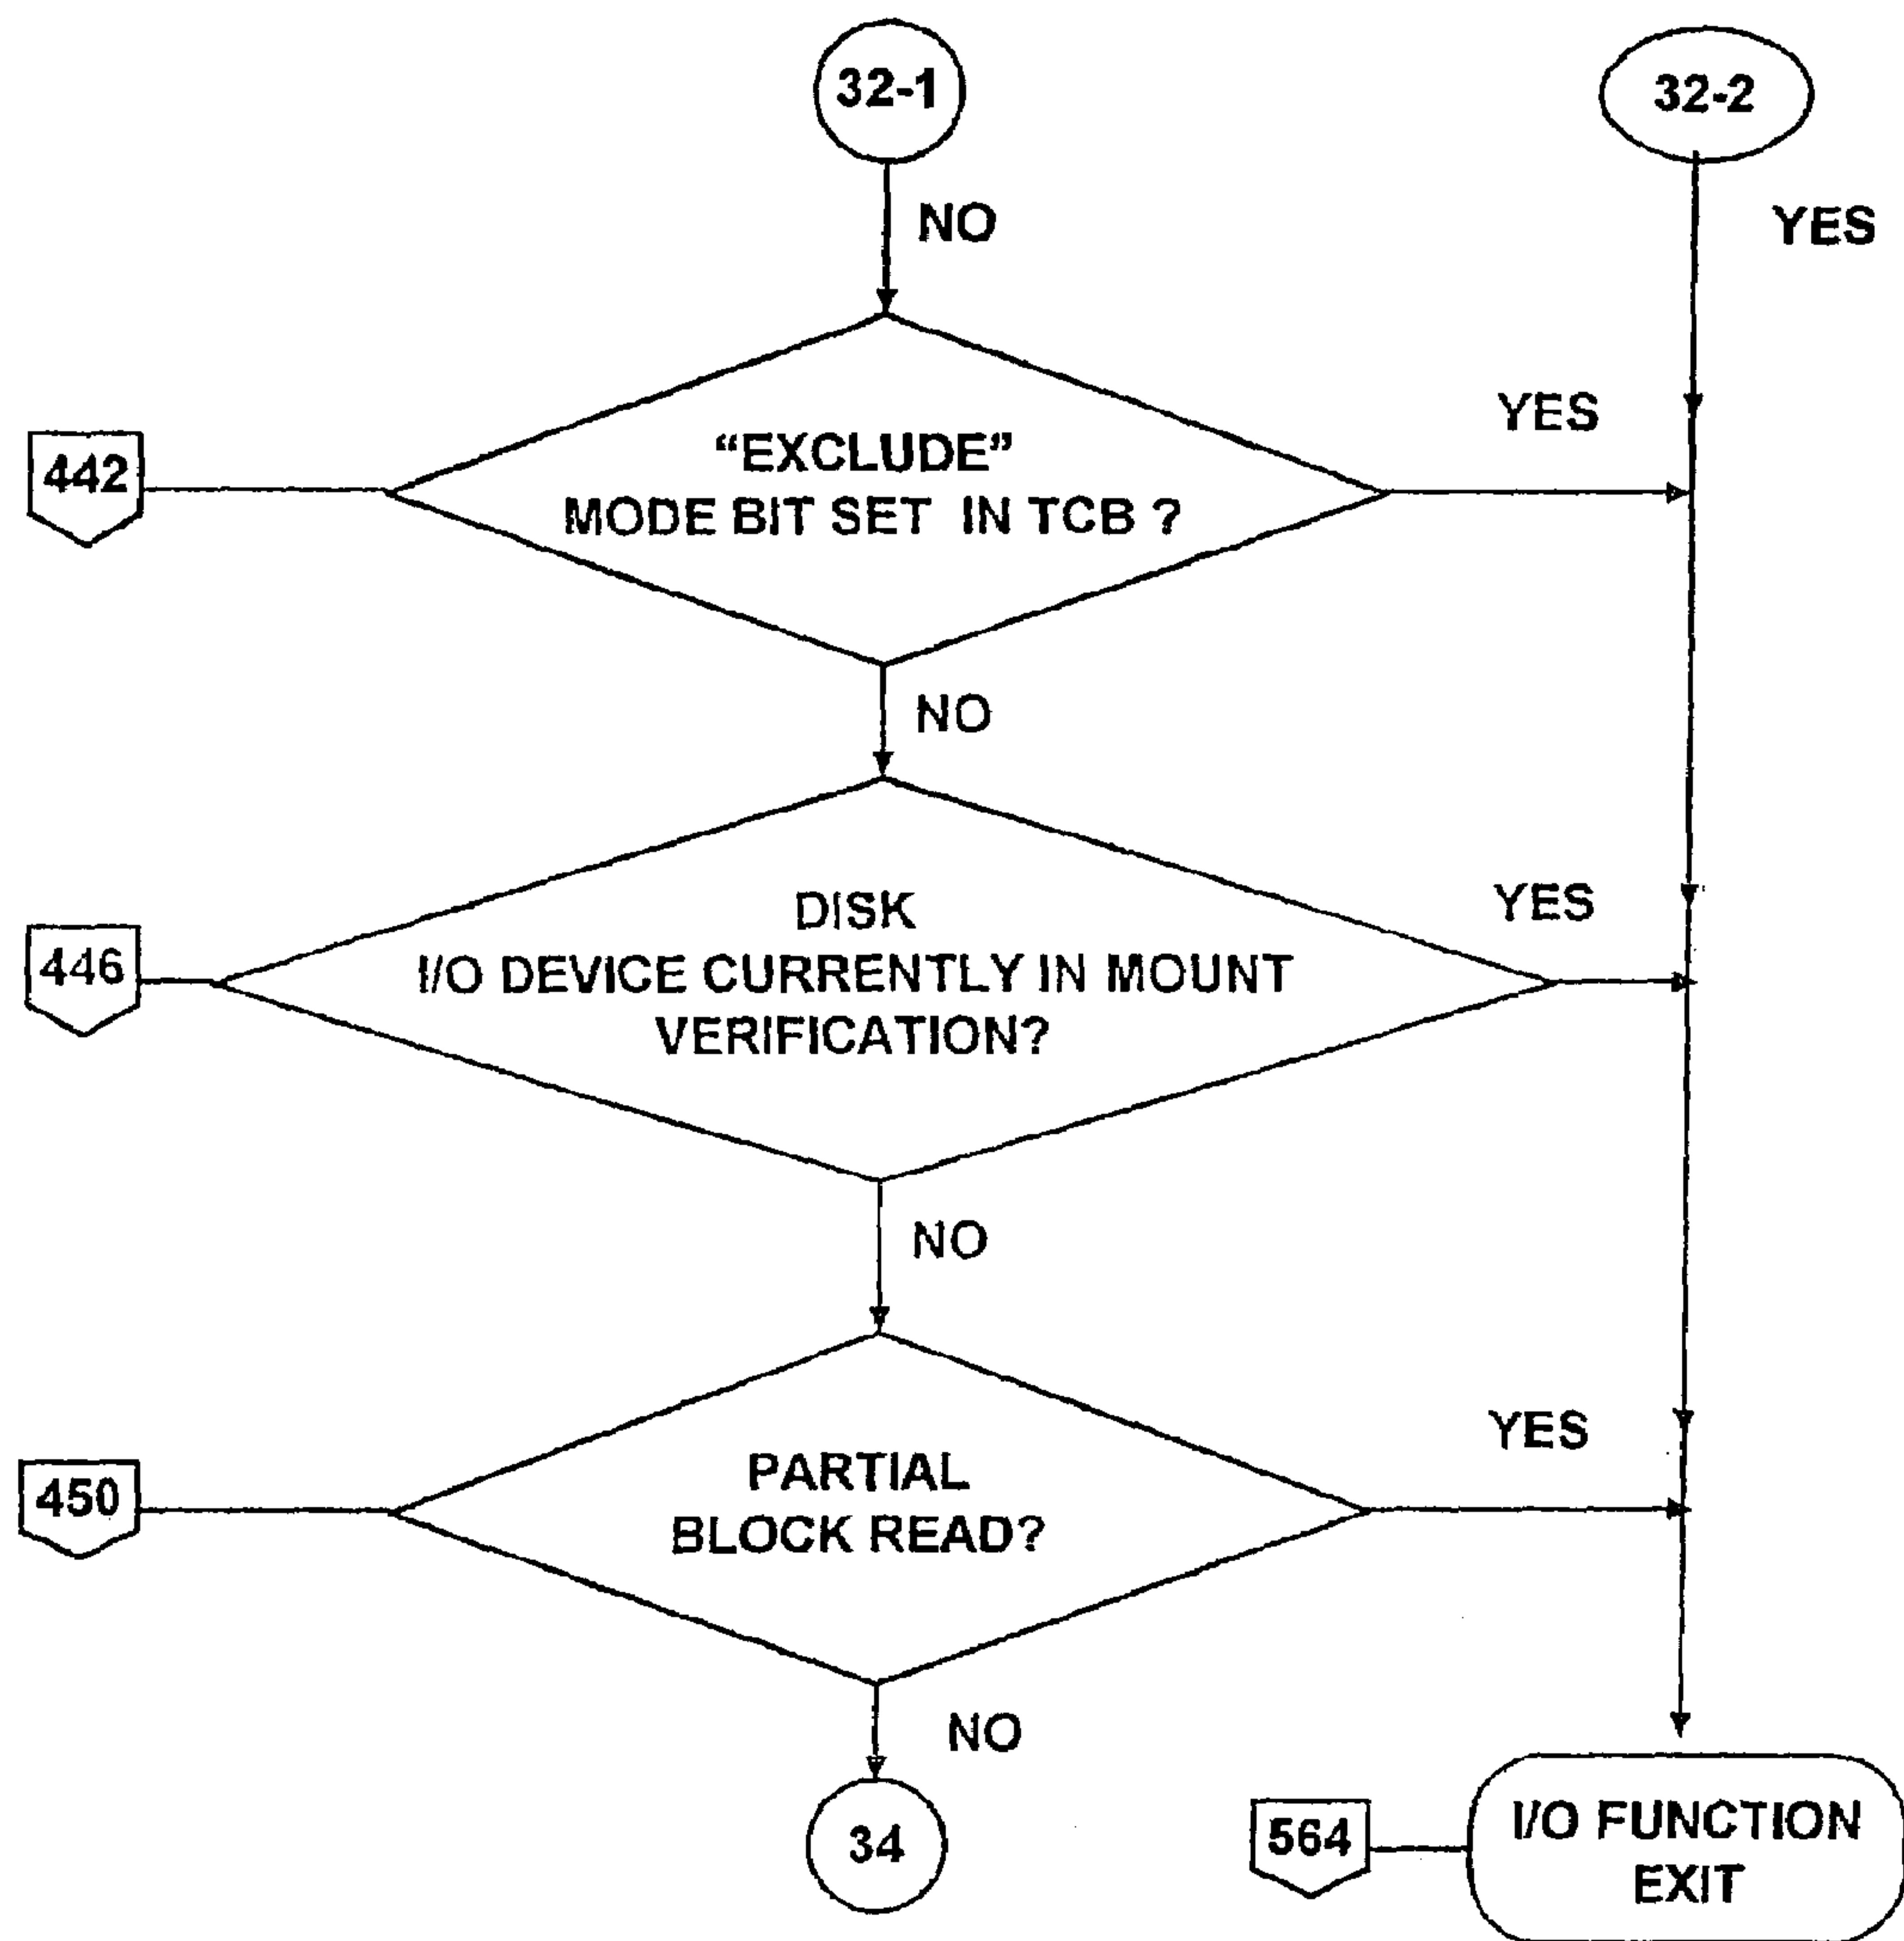 32-1
32-2
NO
YES
YES
442
“EXCLUDE”
MODE BIT SET IN TCB ?
NO
YES
DISK
446
I/O DEVICE CURRENTLY IN MOUNT
VERIFICATION?
NO
YES
450
PARTIAL
BLOCK READ?
NO
34
564
I/O FUNCTION
EXIT